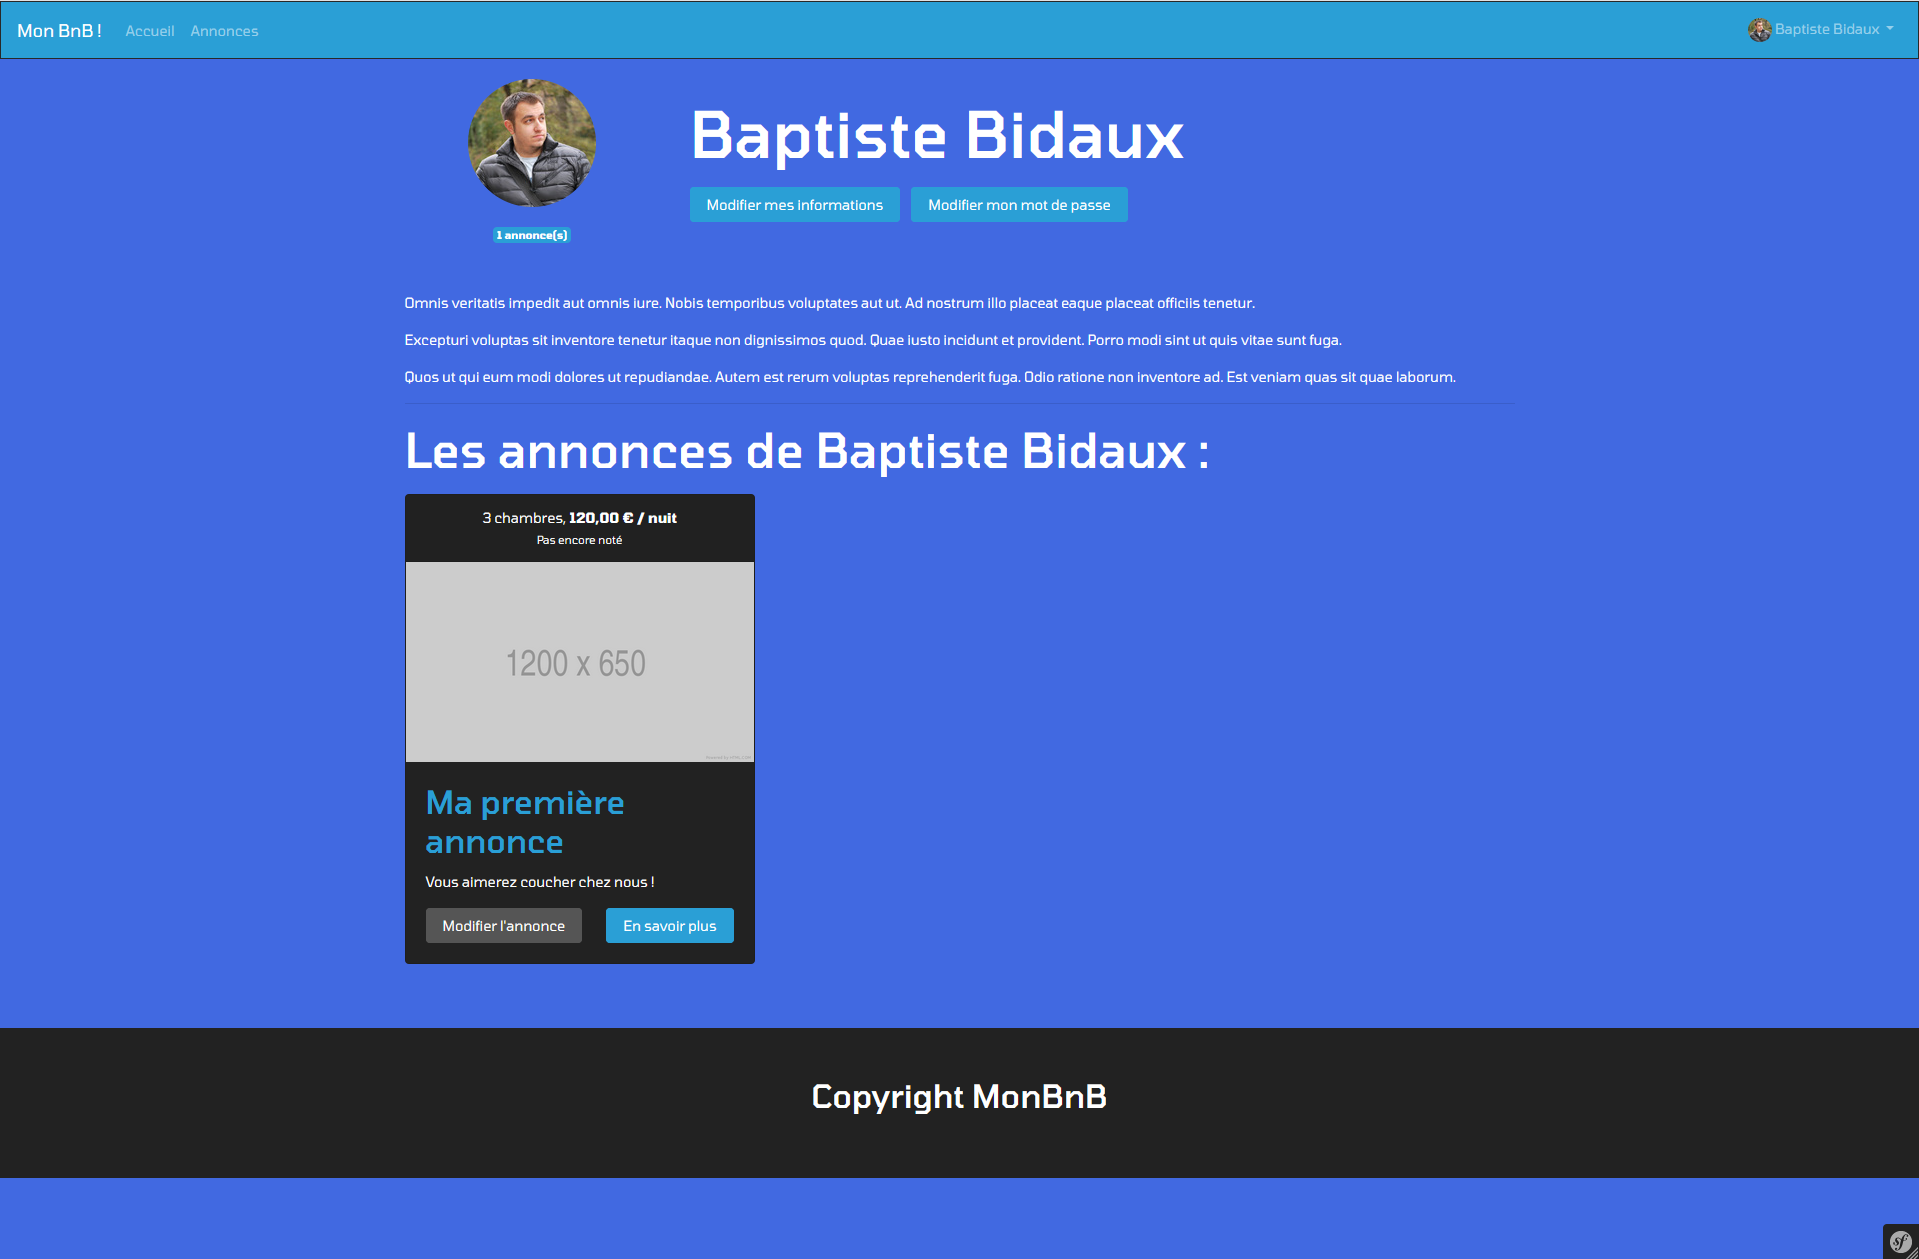 Mon BnB !
Accueil
Annonces
Baptiste Bidaux
Baptiste Bidaux
Modifier mes informations
Modifier mon mot de passe
1 annonce(s)
Omnis veritatis impedit aut omnis iure. Nobis temporibus voluptates aut ut. Ad nostrum illo placeat eaque placeat officiis tenetur.
Excepturi voluptas sit inventore tenetur itaque non dignissimos quod. Quae iusto incidunt et provident. Porro modi sint ut quis vitae sunt fuga.
Quos ut qui eum modi dolores ut repudiandae. Autem est rerum voluptas reprehenderit fuga. Odio ratione non inventore ad. Est veniam quas sit quae laborum.
Les annonces de Baptiste Bidaux :
3 chambres, 120,00 € / nuit
Pas encore noté
1200 x 650
Ma première
annonce
Vous aimerez coucher chez nous !
Modifier l'annonce
En savoir plus
Copyright MonBnB
sf